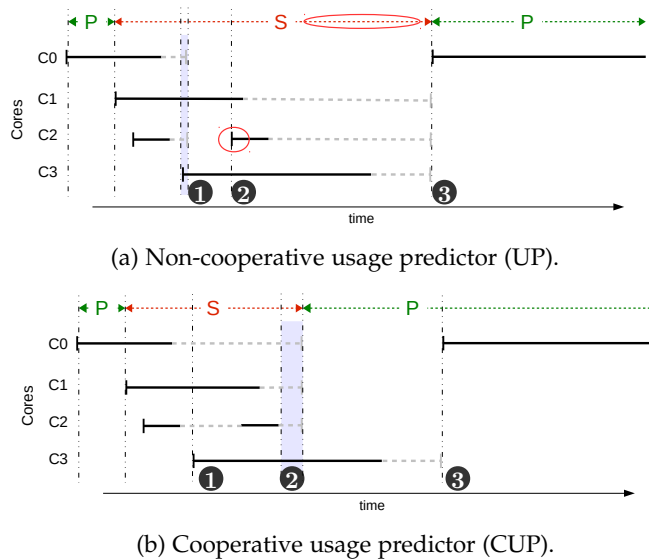 P S P
C0
C1
C2
C3
Cores
1 2 3
time
(a) Non-cooperative usage predictor (UP).
P S P
C0
C1
C2
C3
Cores
1 2 3
time
(b) Cooperative usage predictor (CUP).